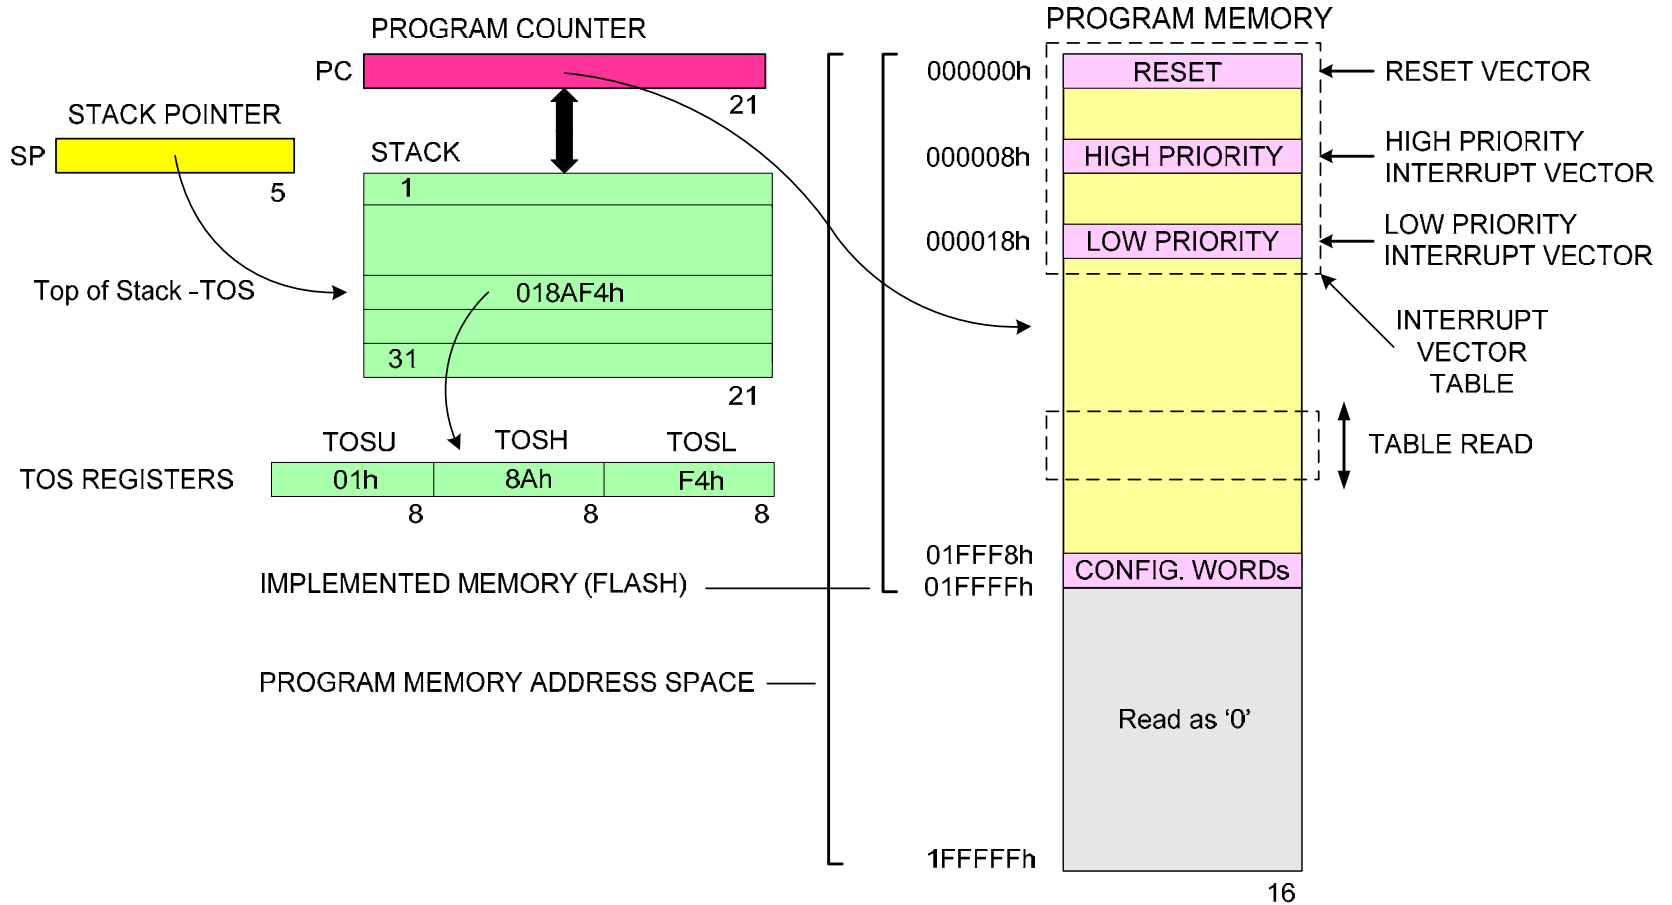 PROGRAM COUNTER
PC
21
STACK POINTER
SP
5
STACK
1
018AF4h
31
21
Top of Stack -TOS
TOSU TOSH TOSL
TOS REGISTERS
01h 8Ah F4h
8 8 8
IMPLEMENTED MEMORY (FLASH)
PROGRAM MEMORY ADDRESS SPACE
PROGRAM MEMORY
000000h
RESET
RESET VECTOR
000008h
HIGH PRIORITY
HIGH PRIORITY
INTERRUPT VECTOR
000018h
LOW PRIORITY
LOW PRIORITY
INTERRUPT VECTOR
INTERRUPT
VECTOR
TABLE
TABLE READ
01FFF8h
CONFIG. WORDs
01FFFFh
Read as ‘0’
1FFFFFh
16